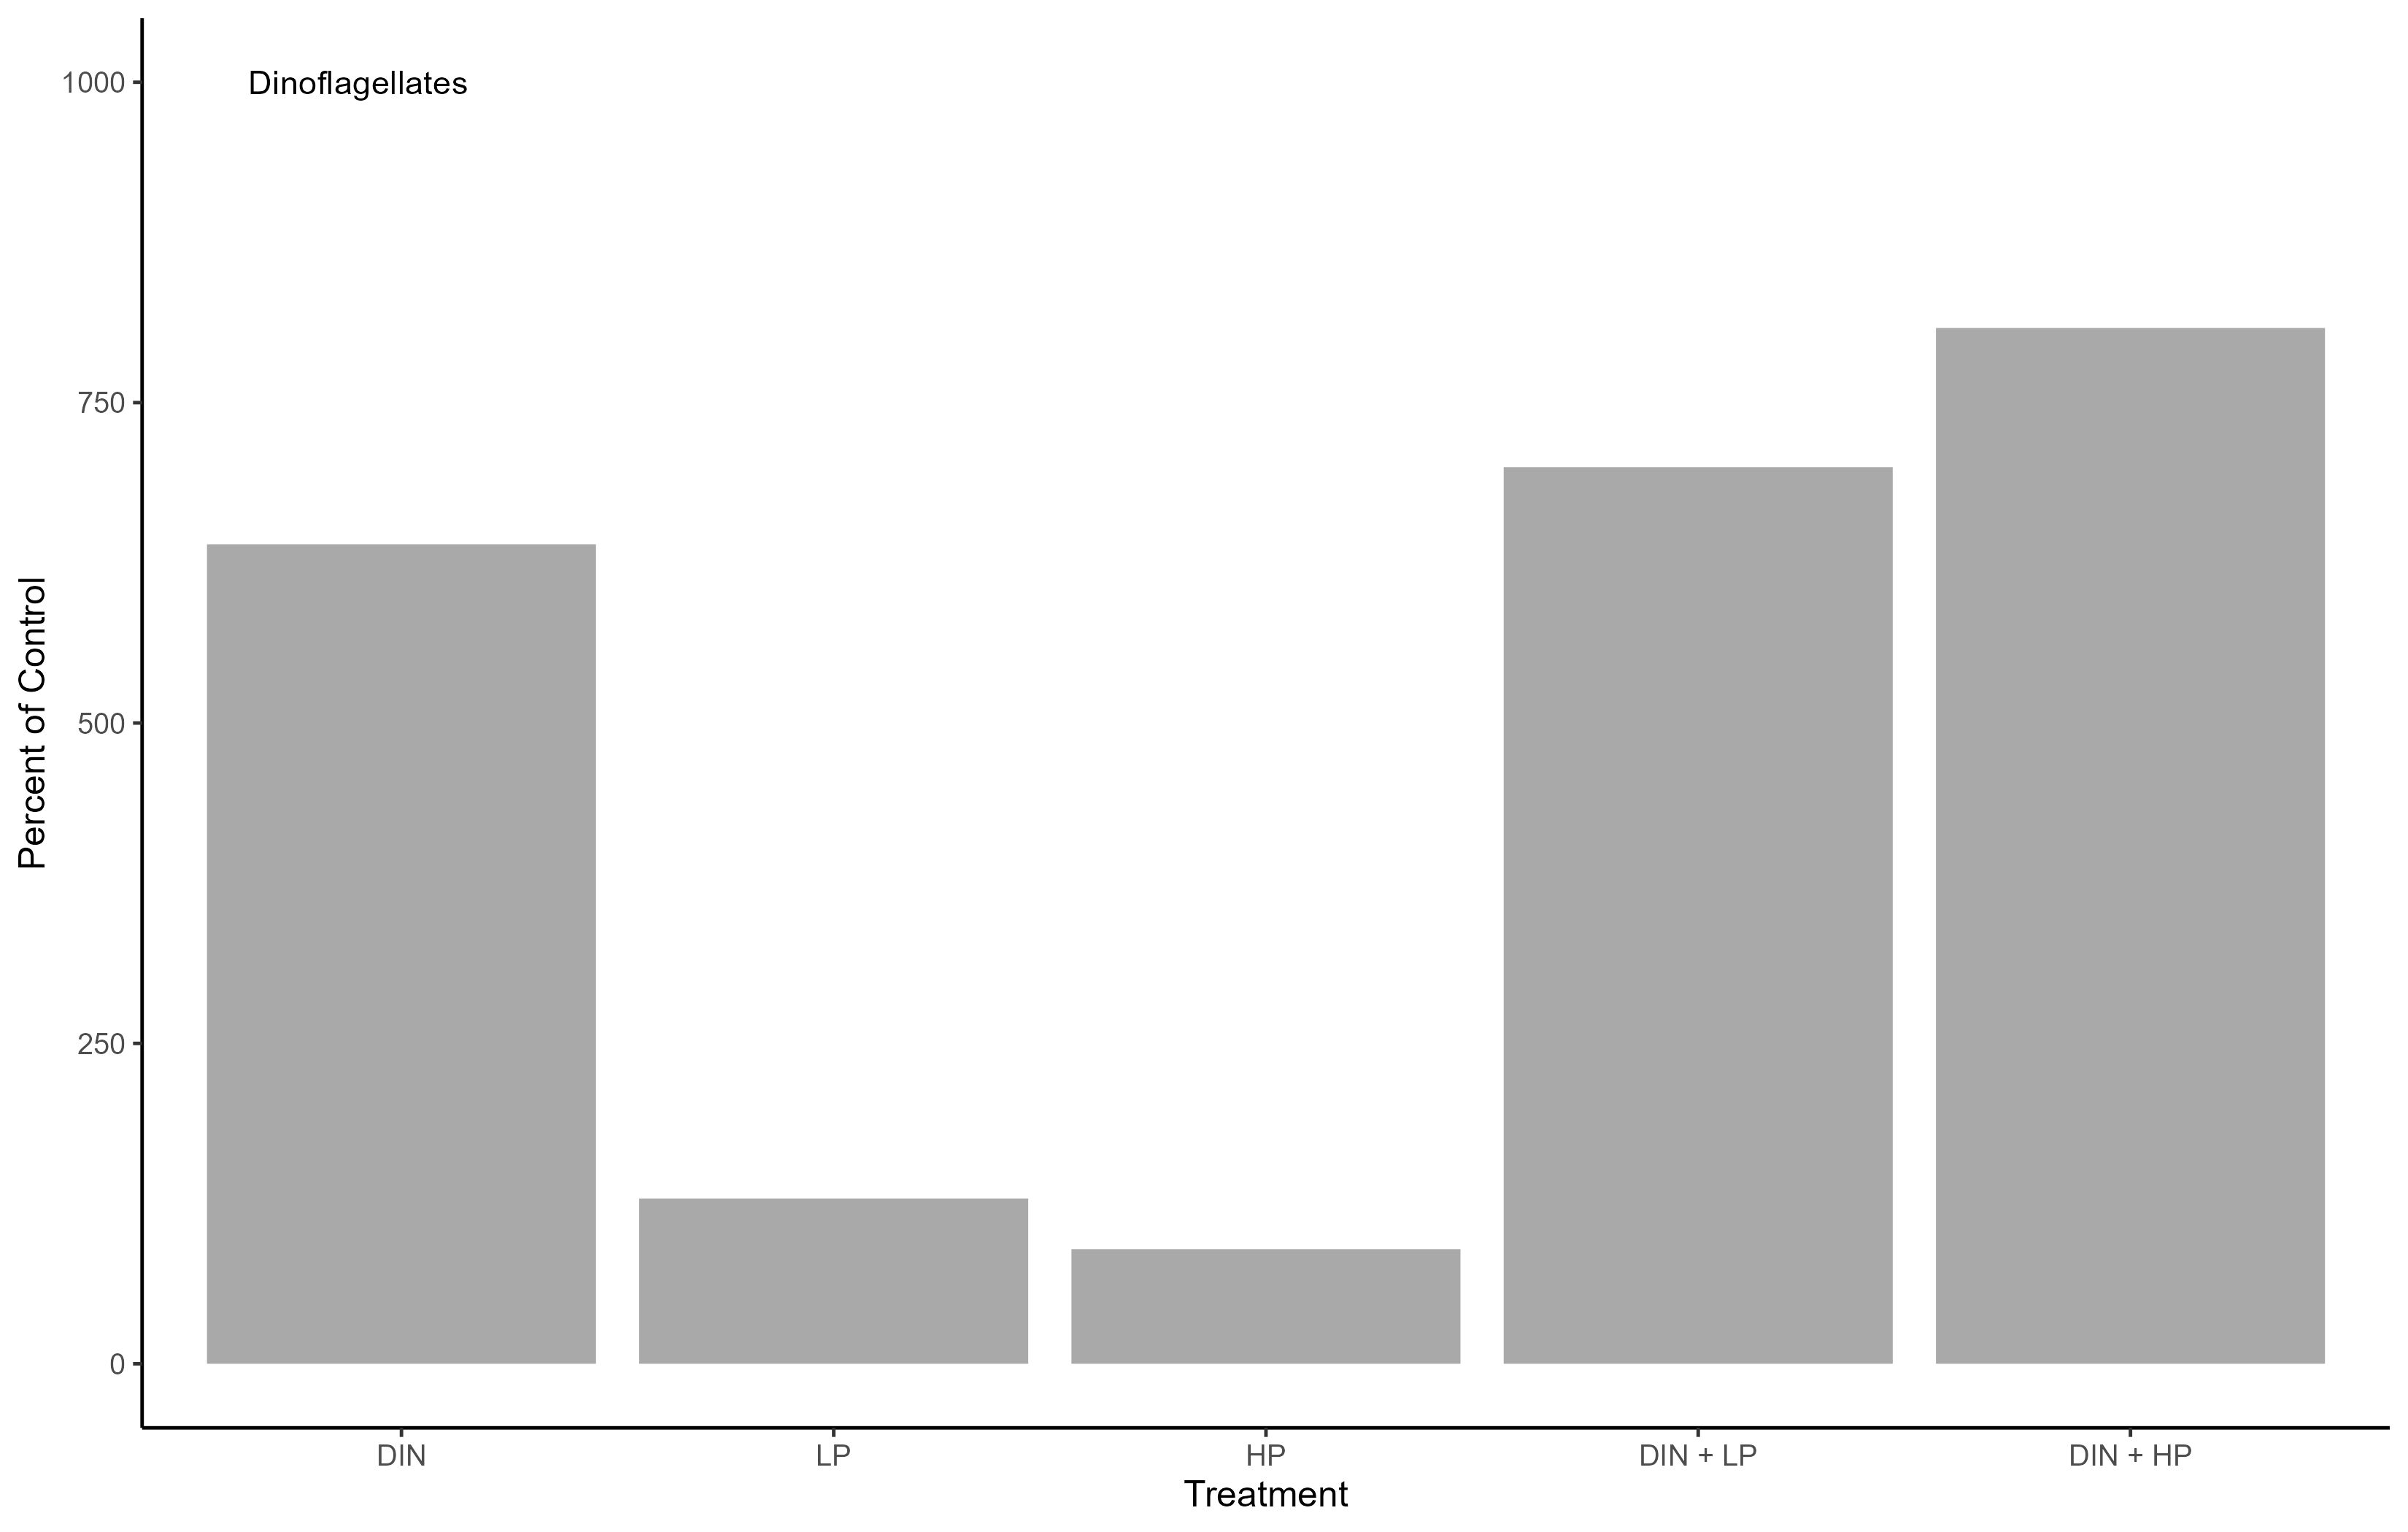 Dinoflagellates
Percent of Control
1000
750
500
250
0
DIN
LP
HP
DIN + LP
DIN + HP
Treatment